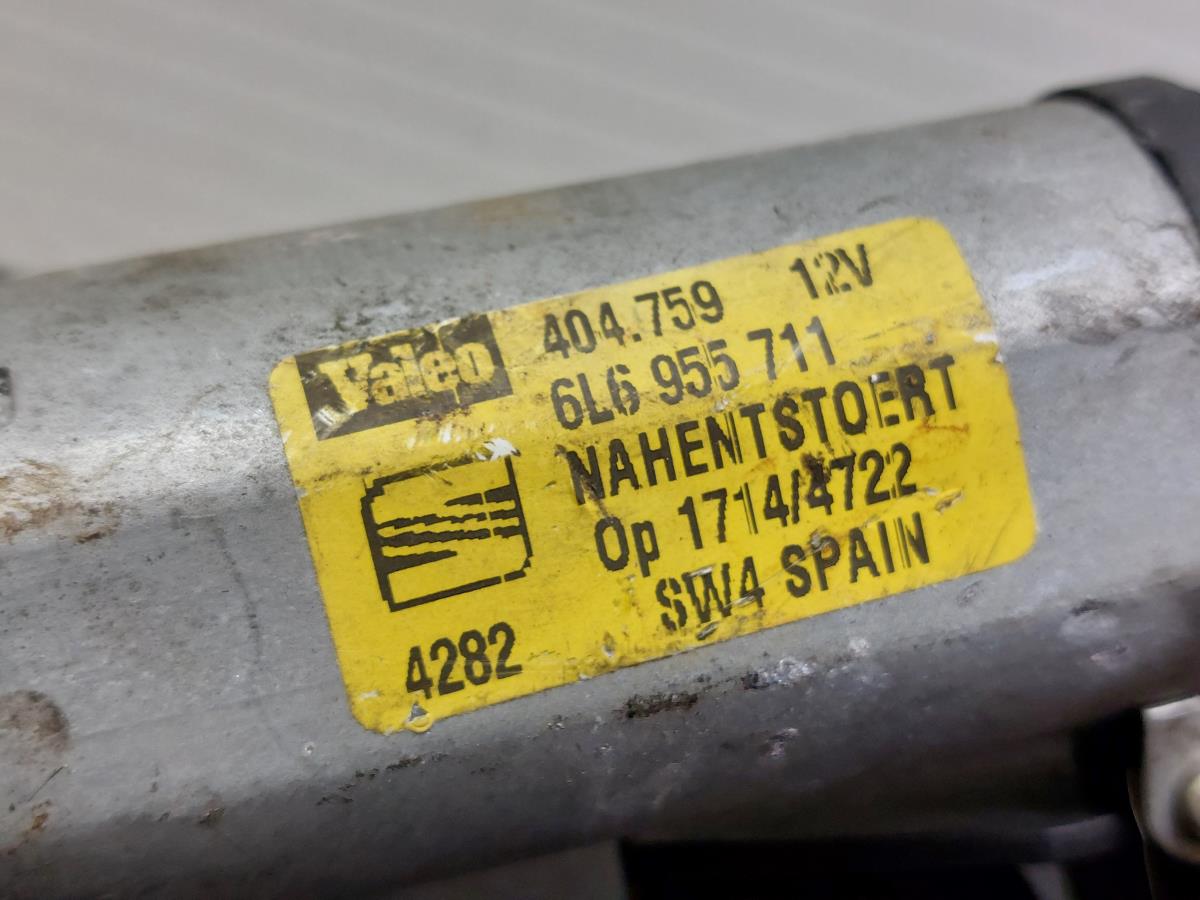 Valeo 404.759 12V
6L6 955 711
NAHENTSTOERT
Op 1714/4722
SW4 SPAIN
4282